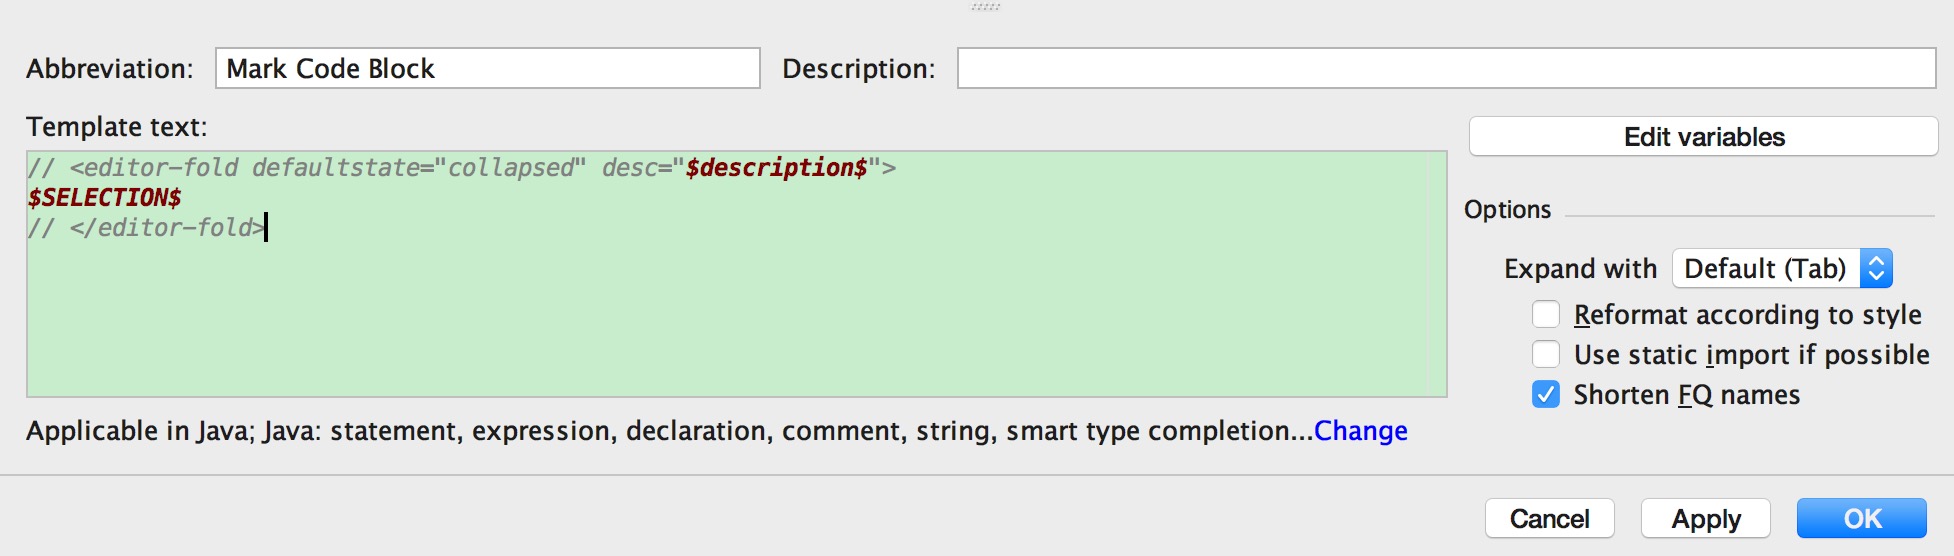 Abbreviation: Mark Code Block Description:
Template text:
Edit variables
// <editor-fold defaultstate="collapsed" desc="$description$">
$SELECTION$
// </editor-fold>
Options
Expand with Default (Tab)
Reformat according to style
Use static import if possible
Shorten FQ names
Applicable in Java; Java: statement, expression, declaration, comment, string, smart type completion...Change
Cancel Apply OK